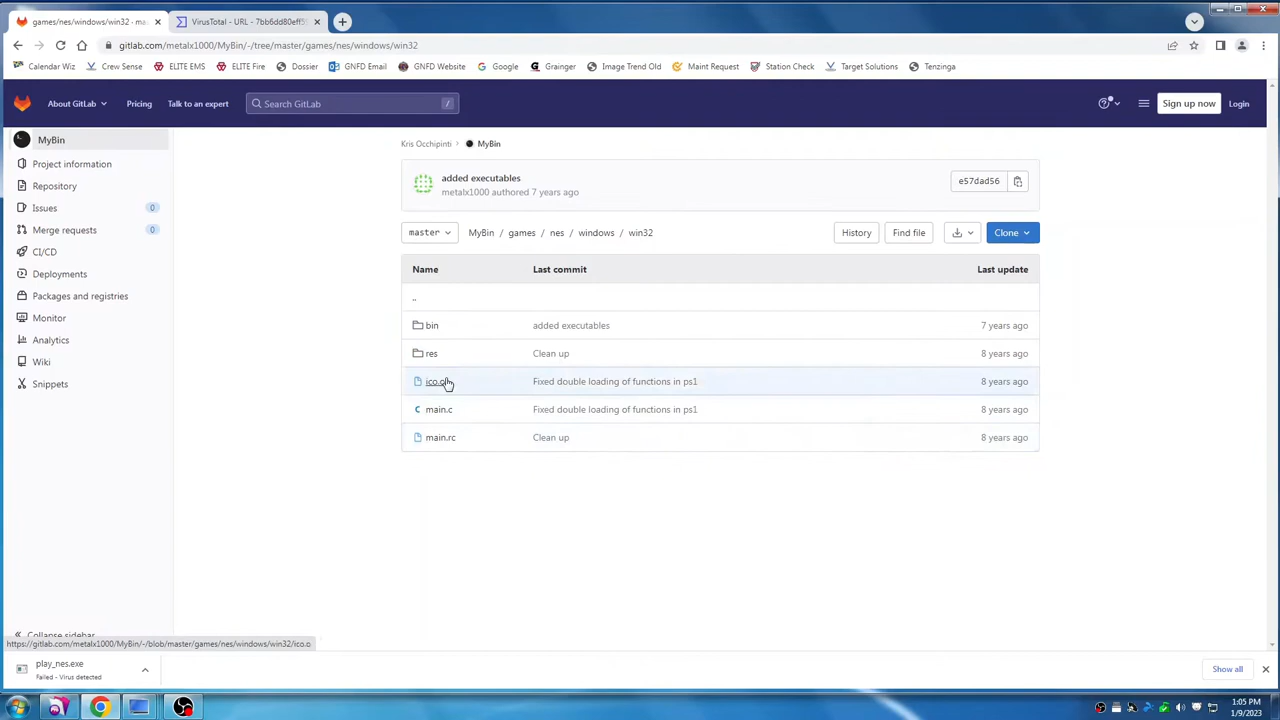 games/nes/windows/win32 · ma
VirusTotal - URL - 7bb6dd80eff5
gitlab.com/metalx1000/MyBin/-/tree/master/games/nes/windows/win32
Calendar Wiz
Crew Sense
ELITE EMS
ELITE Fire
Dossier
GNFD Email
GNFD Website
Google
Grainger
Image Trend Old
Maint Request
Station Check
Target Solutions
Tenzinga
About GitLab
Pricing
Talk to an expert
Search GitLab
/
Sign up now
Login
MyBin
Project information
Repository
Issues
0
Merge requests
0
CI/CD
Deployments
Packages and registries
Monitor
Analytics
Wiki
Snippets
Collapse sidebar
Kris Occhipinti
MyBin
added executables
metalx1000 authored 7 years ago
e57dad56
master
MyBin / games / nes / windows / win32
History
Find file
Clone
Name Last commit Last update
..
bin added executables 7 years ago
res Clean up 8 years ago
ico.o Fixed double loading of functions in ps1 8 years ago
main.c Fixed double loading of functions in ps1 8 years ago
main.rc Clean up 8 years ago
https://gitlab.com/metalx1000/MyBin/-/blob/master/games/nes/windows/win32/ico.o
play_nes.exe
Failed - Virus detected
Show all
1:05 PM
1/9/2023